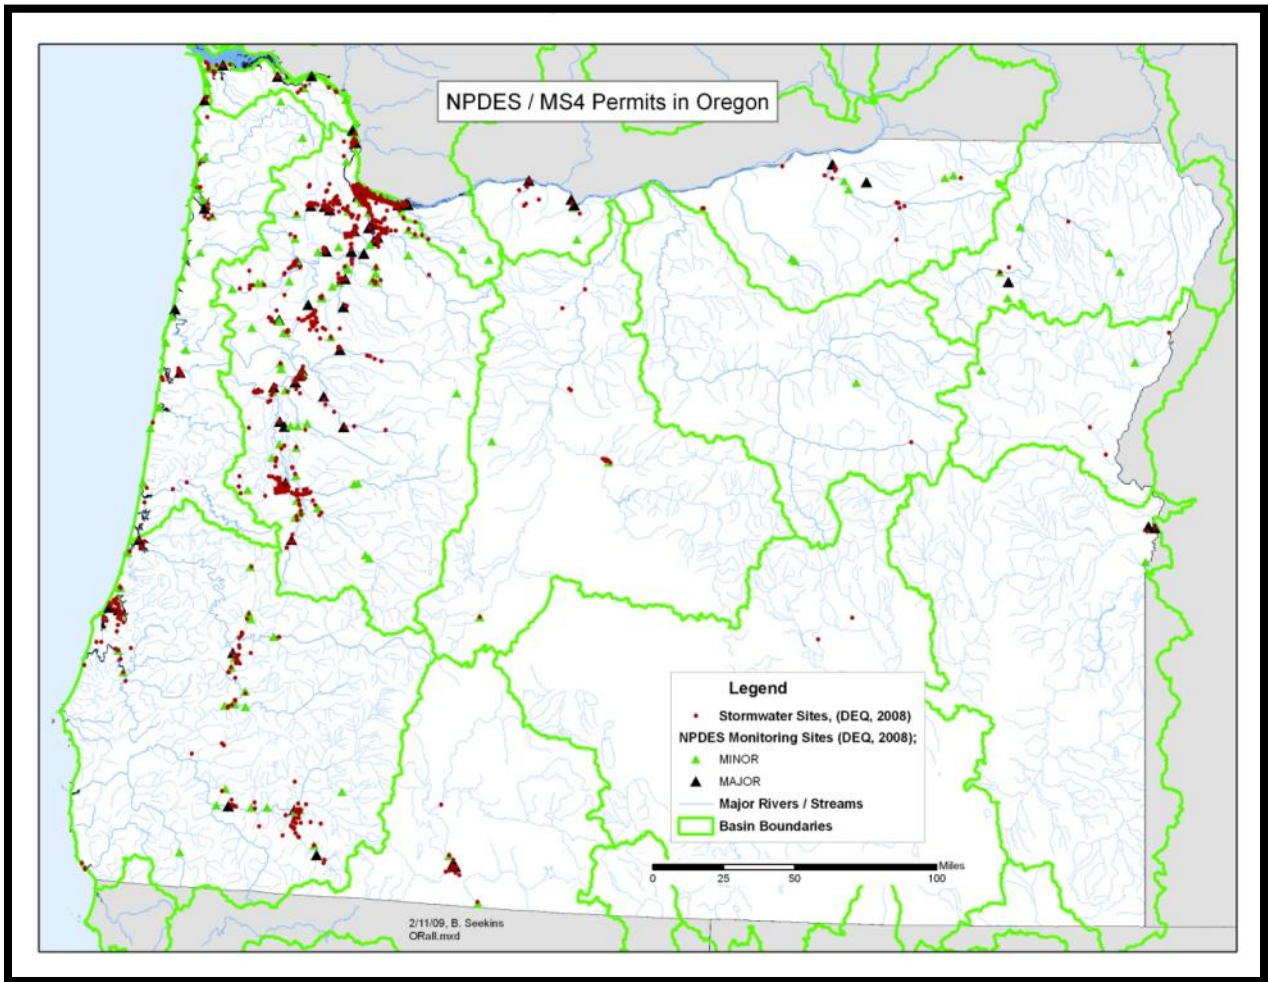 NPDES / MS4 Permits in Oregon
Legend
Stormwater Sites, (DEQ, 2008)
NPDES Monitoring Sites (DEQ, 2008);
MINOR
MAJOR
Major Rivers / Streams
Basin Boundaries
Miles
0 25 50 100
2/11/09, B. Seekins
ORall.mxd